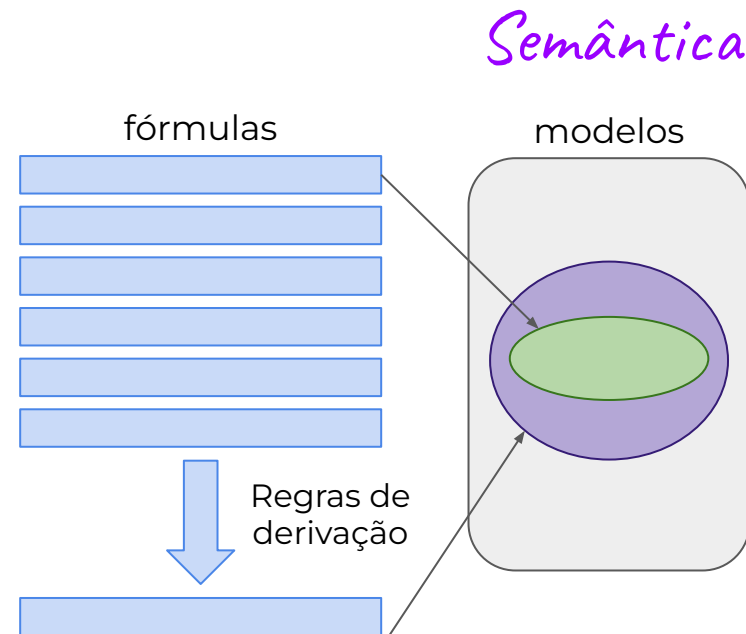 Semântica
fórmulas
modelos
Regras de
derivação